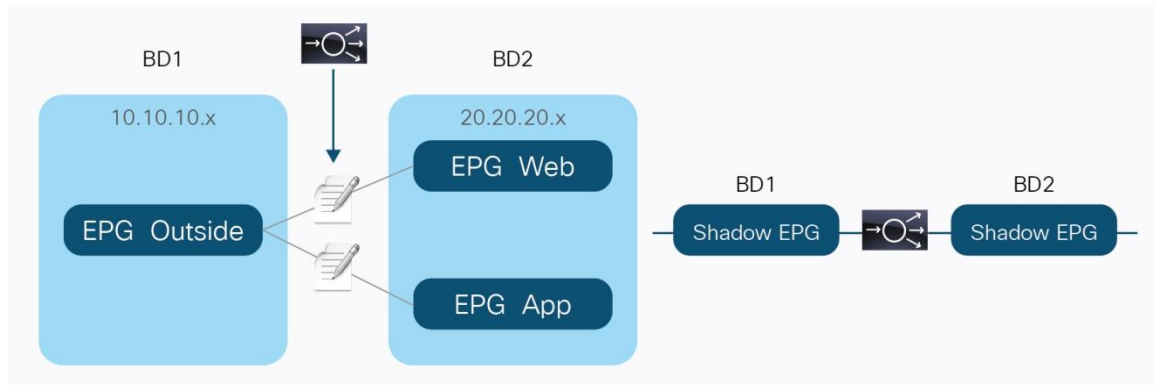 BD1
BD2
10.10.10.x
20.20.20.x
EPG Web
EPG Outside
EPG App
BD1
BD2
Shadow EPG
Shadow EPG